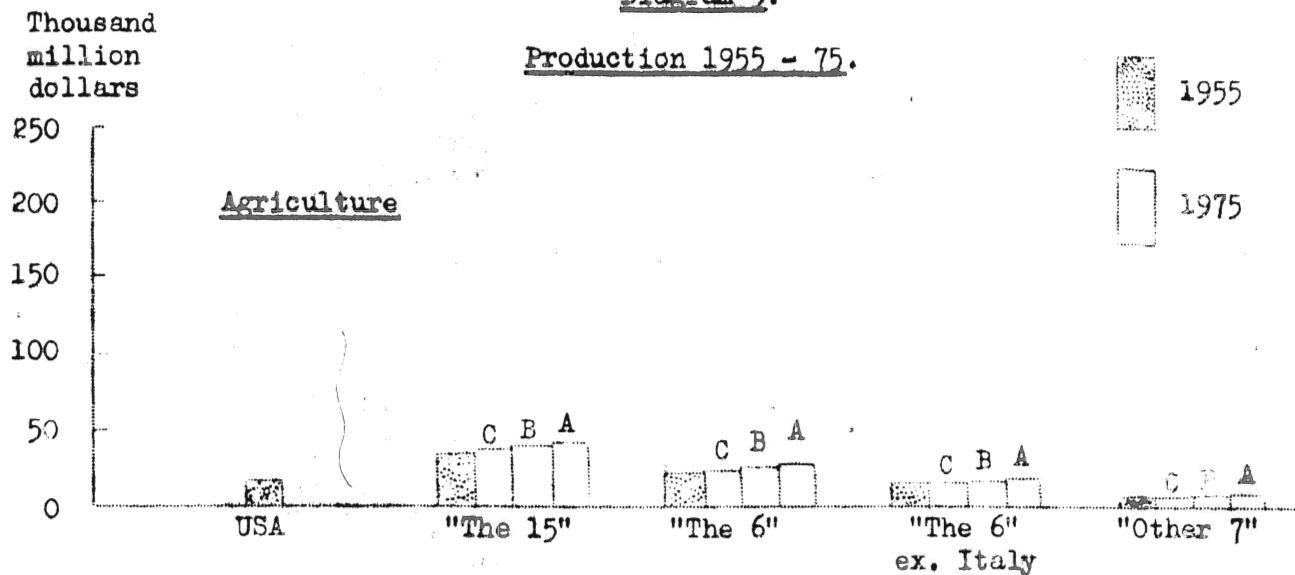 Production 1955 - 75.
Thousand
million
dollars
1955
1975
250
200
150
100
50
0
Agriculture
C B A
C B A
C B A
C B A
USA
"The 15"
"The 6"
"The 6"
ex. Italy
"Other 7"